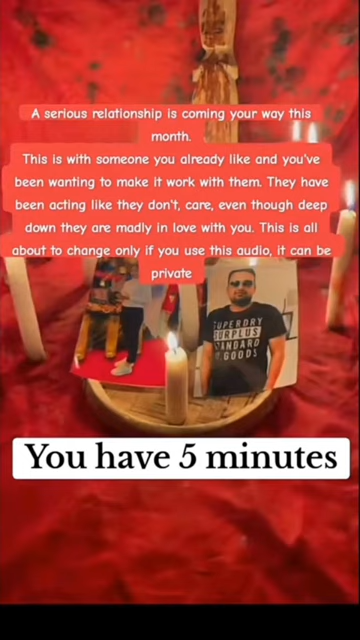 A serious relationship is coming your way this
month.
This is with someone you already like and you've
been wanting to make it work with them. They have
been acting like they don't, care, even though deep
down they are madly in love with you. This is all
about to change only if you use this audio, it can be
private
SUPERDRY
SURPLUS
STANDARD
GOODS
You have 5 minutes